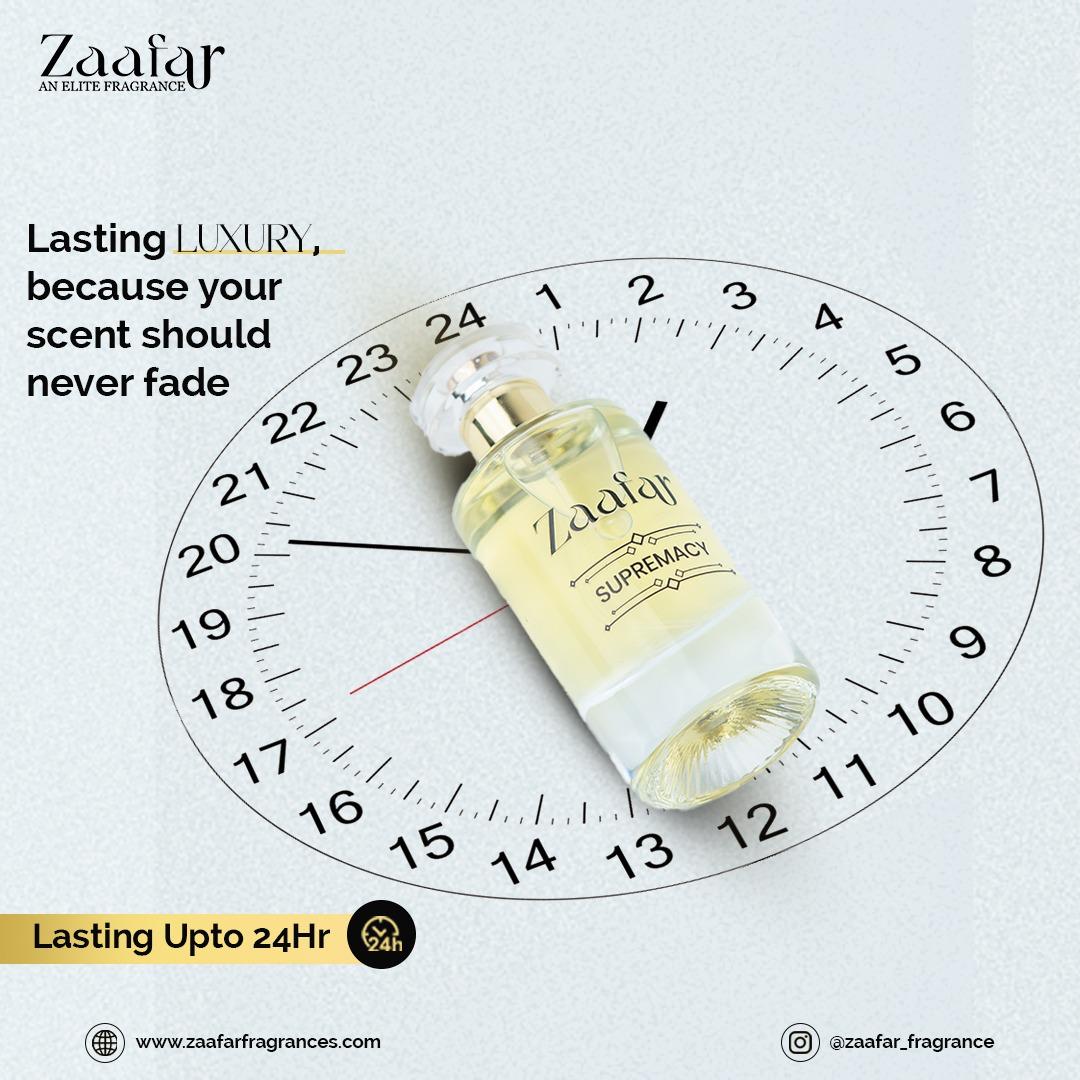 Zaafar
AN ELITE FRAGRANCE
Lasting LUXURY,
because your
scent should
never fade
1
2
3
4
5
6
7
8
9
10
11
12
13
14
15
16
17
18
19
20
21
22
23
24
Zaafar
SUPREMACY
Lasting Upto 24Hr
24h
www.zaafarfragrances.com
@zaafar_fragrance